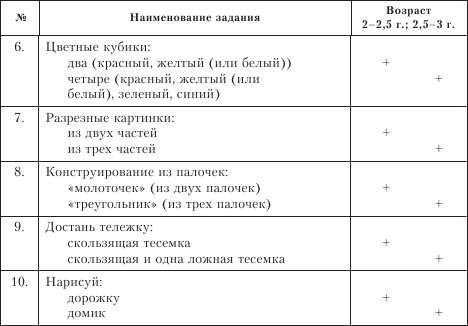 № Наименование задания Возраст
2–2,5 г.; 2,5–3 г.
6. Цветные кубики:
два (красный, желтый (или белый)) +
четыре (красный, желтый (или +
белый), зеленый, синий)
7. Разрезные картинки:
из двух частей +
из трех частей +
8. Конструирование из палочек:
«молоточек» (из двух палочек) +
«треугольник» (из трех палочек) +
9. Достань тележку:
скользящая тесемка +
скользящая и одна ложная тесемка +
10. Нарисуй:
дорожку +
домик +